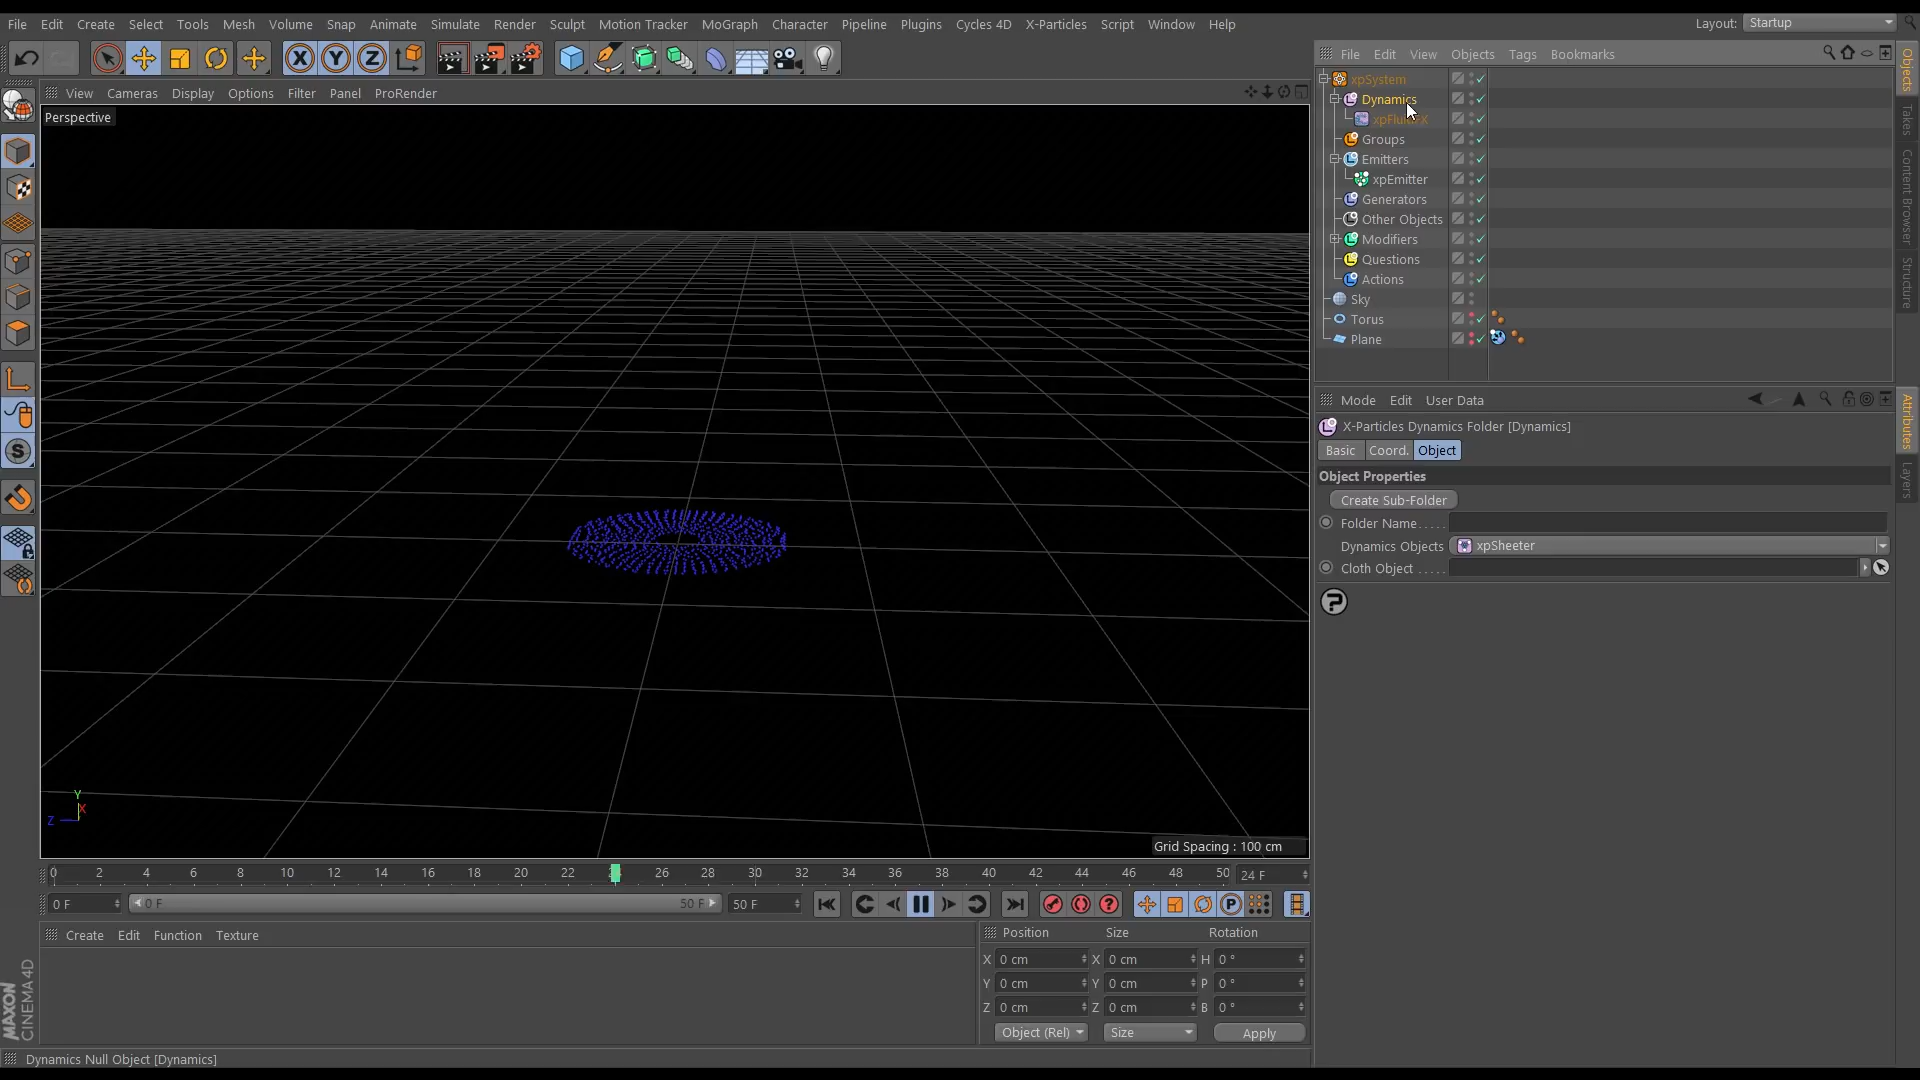 File Edit Create Select Tools Mesh Volume Snap Animate Simulate Render Sculpt Motion Tracker MoGraph Character Pipeline Plugins Cycles 4D X-Particles Script Window Help Layout: Startup
X Y Z
File Edit View Objects Tags Bookmarks
View Cameras Display Options Filter Panel ProRender
Perspective
xpSystem
Dynamics
Groups
Emitters
xpEmitter
Generators
Other Objects
Modifiers
Questions
Actions
Sky
Torus
Plane
Objects
Takes
Content Browser
Structure
Mode Edit User Data
X-Particles Dynamics Folder [Dynamics]
Basic Coord. Object
Object Properties
Create Sub-Folder
Folder Name.....
Dynamics Objects xpSheeter
Cloth Object .....
?
Attributes
Layers
S
Y
X
Z
Grid Spacing : 100 cm
0 2 4 6 8 10 12 14 16 18 20 22 26 28 30 32 34 36 38 40 42 44 46 48 50 24 F
0 F 0 F 50 F 50 F
Create Edit Function Texture
Position Size Rotation
X 0 cm X 0 cm H 0 °
Y 0 cm Y 0 cm P 0 °
Z 0 cm Z 0 cm B 0 °
Object (Rel) Size Apply
MAXON
CINEMA 4D
Dynamics Null Object [Dynamics]